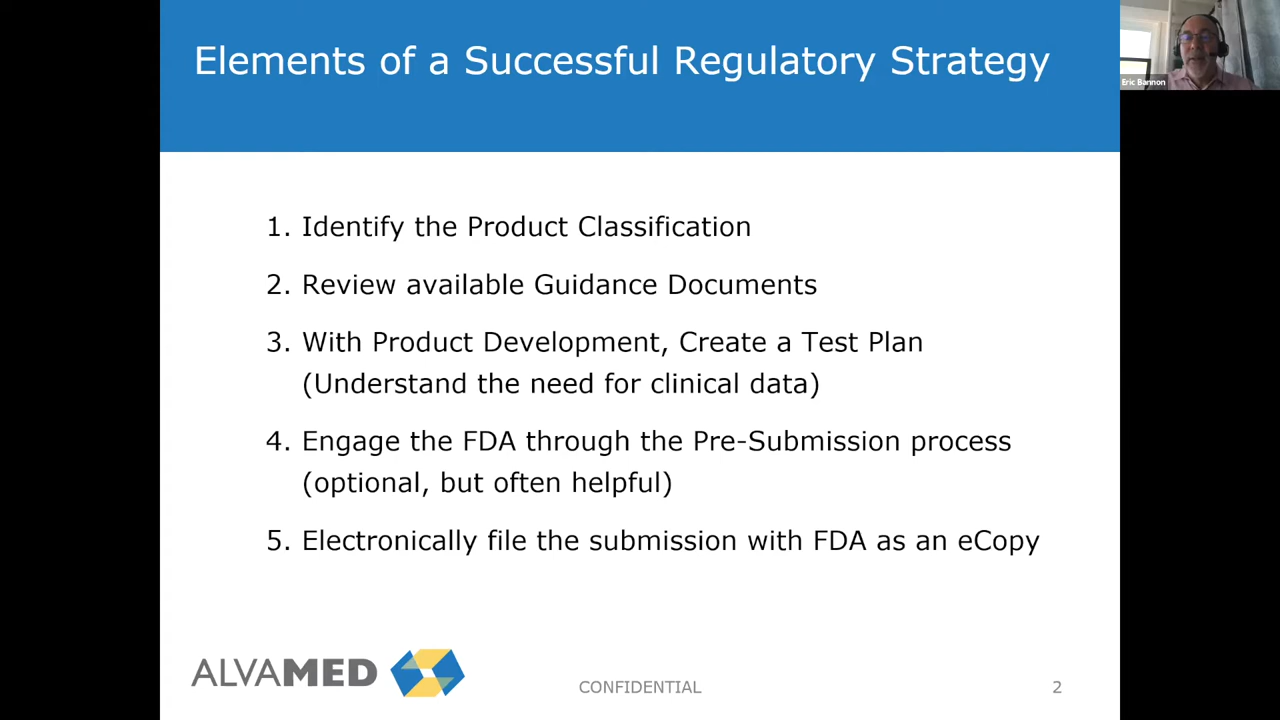 Elements of a Successful Regulatory Strategy
Eric Bannon
1. Identify the Product Classification
2. Review available Guidance Documents
3. With Product Development, Create a Test Plan
(Understand the need for clinical data)
4. Engage the FDA through the Pre-Submission process
(optional, but often helpful)
5. Electronically file the submission with FDA as an eCopy
ALVAMED
CONFIDENTIAL
2